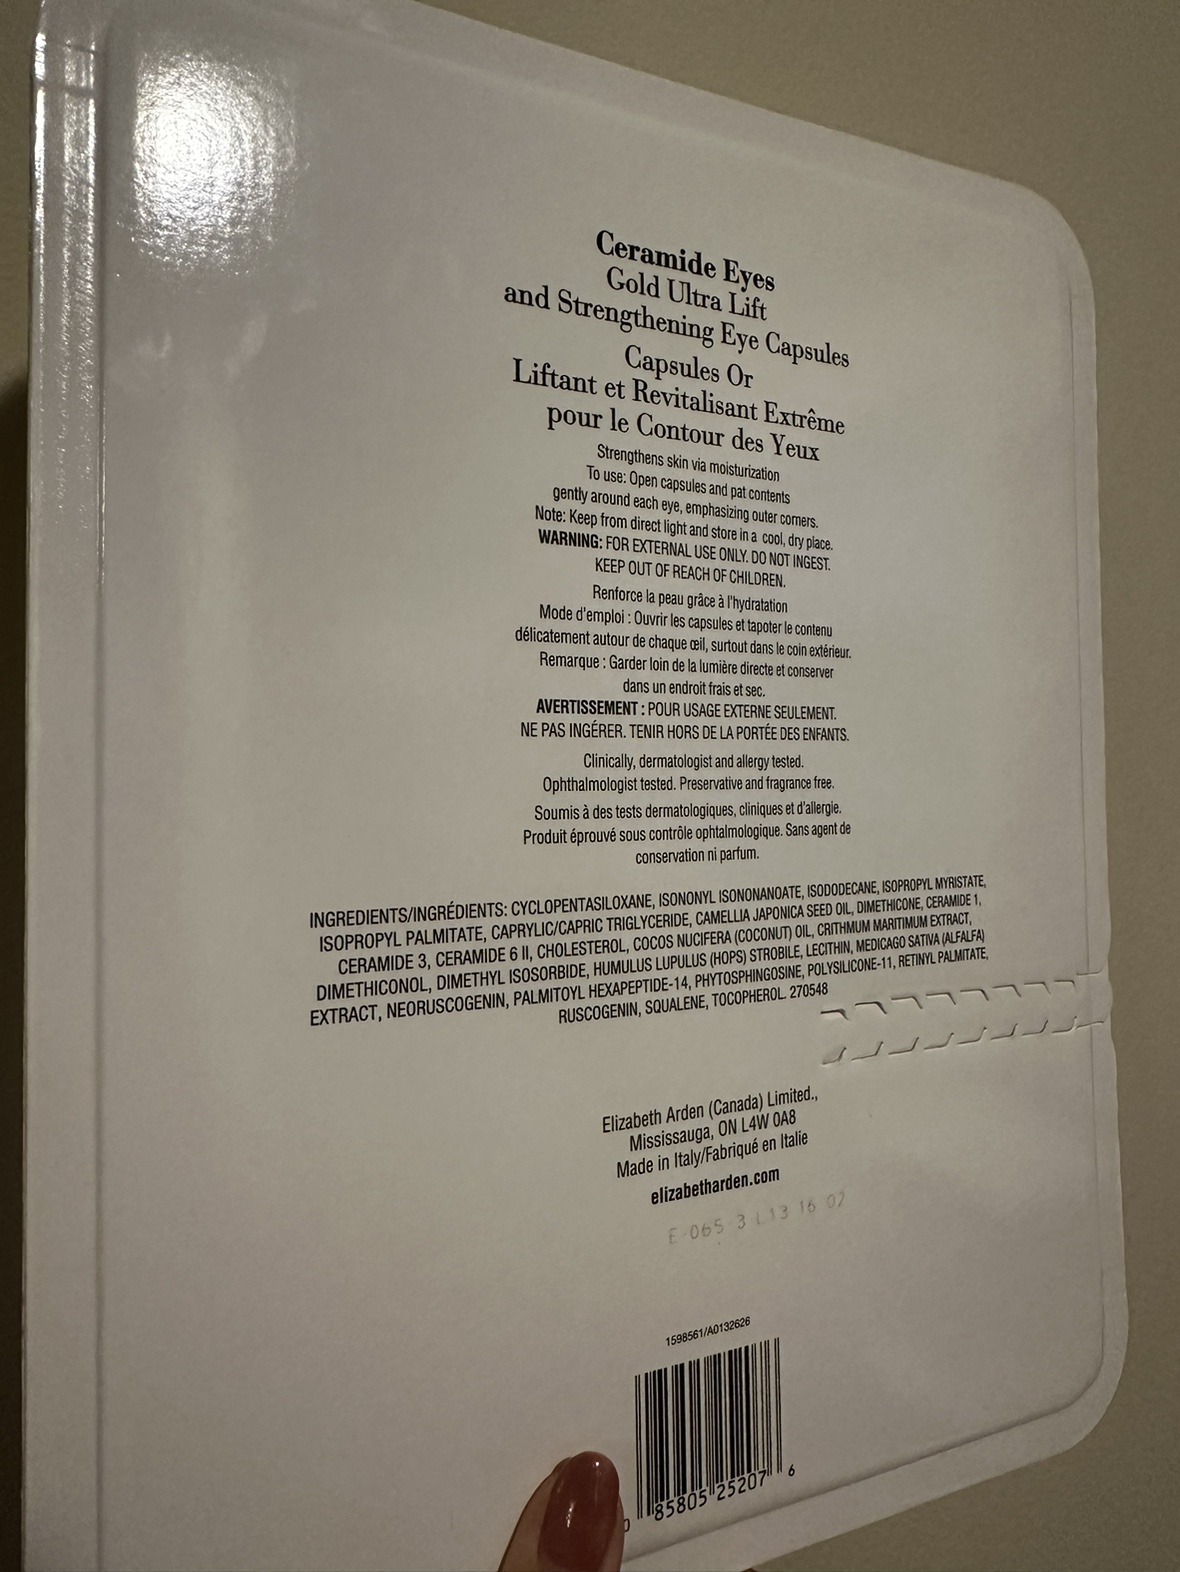 Ceramide Eyes
Gold Ultra Lift
and Strengthening Eye Capsules
Capsules Or
Liftant et Revitalisant Extrême
pour le Contour des Yeux
Strengthens skin via moisturization
To use: Open capsules and pat contents
gently around each eye, emphasizing outer corners.
Note: Keep from direct light and store in a cool, dry place.
WARNING: FOR EXTERNAL USE ONLY. DO NOT INGEST.
KEEP OUT OF REACH OF CHILDREN.
Renforce la peau grâce à l'hydratation
Mode d'emploi : Ouvrir les capsules et tapoter le contenu
délicatement autour de chaque œil, surtout dans le coin extérieur.
Remarque : Garder loin de la lumière directe et conserver
dans un endroit frais et sec.
AVERTISSEMENT : POUR USAGE EXTERNE SEULEMENT.
NE PAS INGÉRER. TENIR HORS DE LA PORTÉE DES ENFANTS.
Clinically, dermatologist and allergy tested.
Ophthalmologist tested. Preservative and fragrance free.
Soumis à des tests dermatologiques, cliniques et d'allergie.
Produit éprouvé sous contrôle ophtalmologique. Sans agent de
conservation ni parfum.
INGREDIENTS/INGRÉDIENTS: CYCLOPENTASILOXANE, ISONONYL ISONONANOATE, ISODODECANE, ISOPROPYL MYRISTATE,
ISOPROPYL PALMITATE, CAPRYLIC/CAPRIC TRIGLYCERIDE, CAMELLIA JAPONICA SEED OIL, DIMETHICONE, CERAMIDE 1,
CERAMIDE 3, CERAMIDE 6 II, CHOLESTEROL, COCOS NUCIFERA (COCONUT) OIL, CRITHMUM MARITIMUM EXTRACT,
DIMETHICONOL, DIMETHYL ISOSORBIDE, HUMULUS LUPULUS (HOPS) STROBILE, LECITHIN, MEDICAGO SATIVA (ALFALFA)
EXTRACT, NEORUSCOGENIN, PALMITOYL HEXAPEPTIDE-14, PHYTOSPHINGOSINE, POLYSILICONE-11, RETINYL PALMITATE,
RUSCOGENIN, SQUALENE, TOCOPHEROL. 270548
Elizabeth Arden (Canada) Limited.,
Mississauga, ON L4W 0A8
Made in Italy/Fabriqué en Italie
elizabetharden.com
E-065 3 L13 16 02
1598561/A0132626
0 85805 25207 6